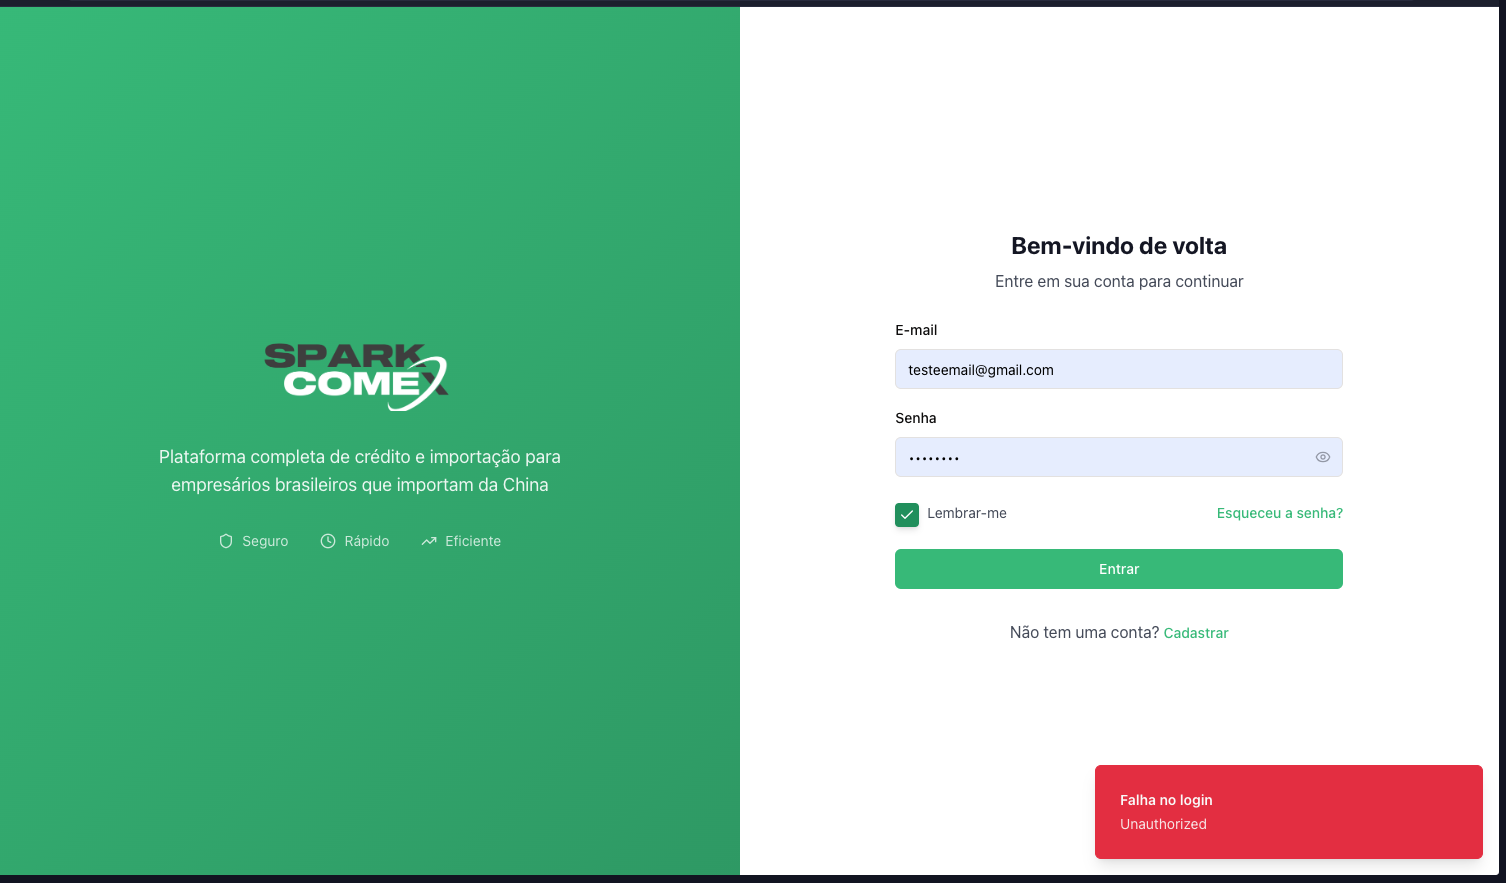 SPARK
COMEX
Plataforma completa de crédito e importação para
empresários brasileiros que importam da China
Seguro
Rápido
Eficiente
Bem-vindo de volta
Entre em sua conta para continuar
E-mail
testeemail@gmail.com
Senha
••••••••
Lembrar-me
Esqueceu a senha?
Entrar
Não tem uma conta? Cadastrar
Falha no login
Unauthorized